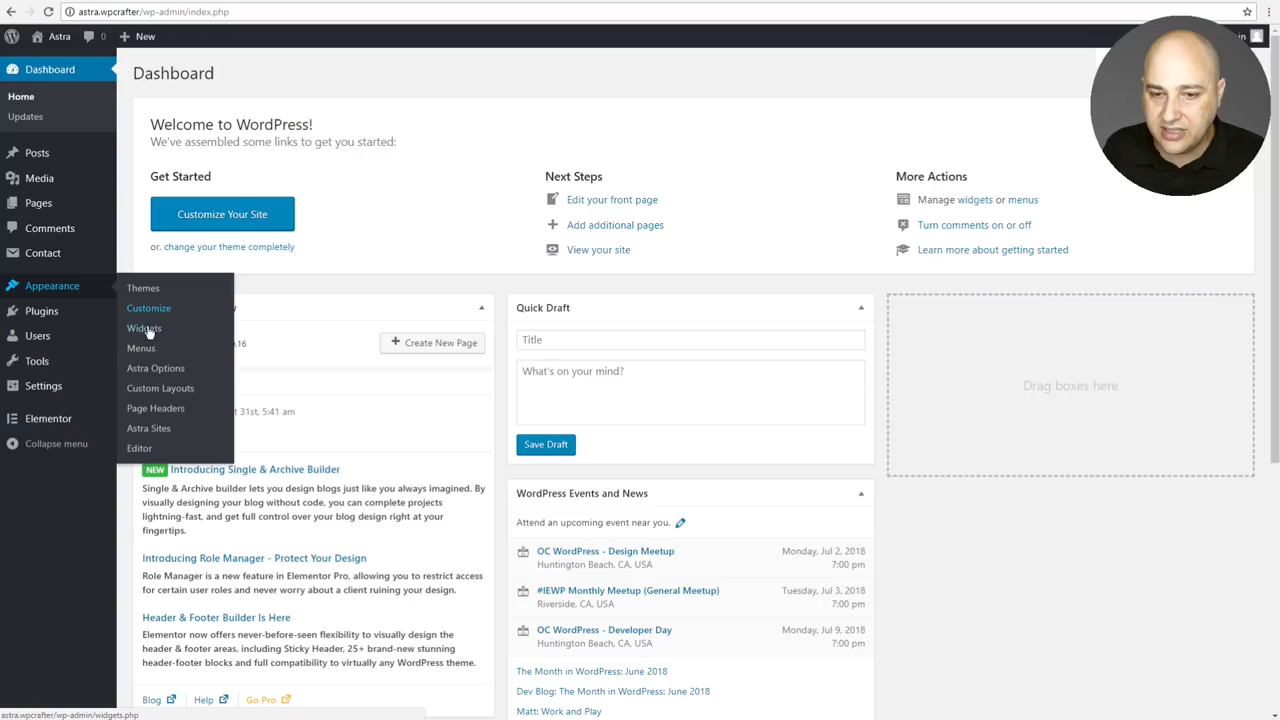 astra.wpcrafter/wp-admin/index.php
Astra
0
New
in
Dashboard
Home
Updates
Posts
Media
Pages
Comments
Contact
Appearance
Plugins
Users
Tools
Settings
Elementor
Collapse menu
Themes
Customize
Widgets
Menus
Astra Options
Custom Layouts
Page Headers
Astra Sites
Editor
Dashboard
Welcome to WordPress!
We've assembled some links to get you started:
Get Started
Customize Your Site
or, change your theme completely
Next Steps
Edit your front page
Add additional pages
View your site
More Actions
Manage widgets or menus
Turn comments on or off
Learn more about getting started
.16
Create New Page
t 31st, 5:41 am
NEW Introducing Single & Archive Builder
Single & Archive builder lets you design blogs just like you always imagined. By
visually designing your blog without code, you can complete projects
lightning-fast, and get full control over your blog design right at your
fingertips.
Introducing Role Manager - Protect Your Design
Role Manager is a new feature in Elementor Pro, allowing you to restrict access
for certain user roles and never worry about a client ruining your design.
Header & Footer Builder Is Here
Elementor now offers never-before-seen flexibility to visually design the
header & footer areas, including Sticky Header, 25+ brand-new stunning
header-footer blocks and full compatibility to virtually any WordPress theme.
Blog
Help
Go Pro
Quick Draft
Title
What's on your mind?
Save Draft
WordPress Events and News
Attend an upcoming event near you.
OC WordPress - Design Meetup
Huntington Beach, CA, USA
Monday, Jul 2, 2018
7:00 pm
#IEWP Monthly Meetup (General Meetup)
Riverside, CA, USA
Tuesday, Jul 3, 2018
7:00 pm
OC WordPress - Developer Day
Huntington Beach, CA, USA
Monday, Jul 9, 2018
7:00 pm
The Month in WordPress: June 2018
Dev Blog: The Month in WordPress: June 2018
Matt: Work and Play
Drag boxes here
astra.wpcrafter/wp-admin/widgets.php